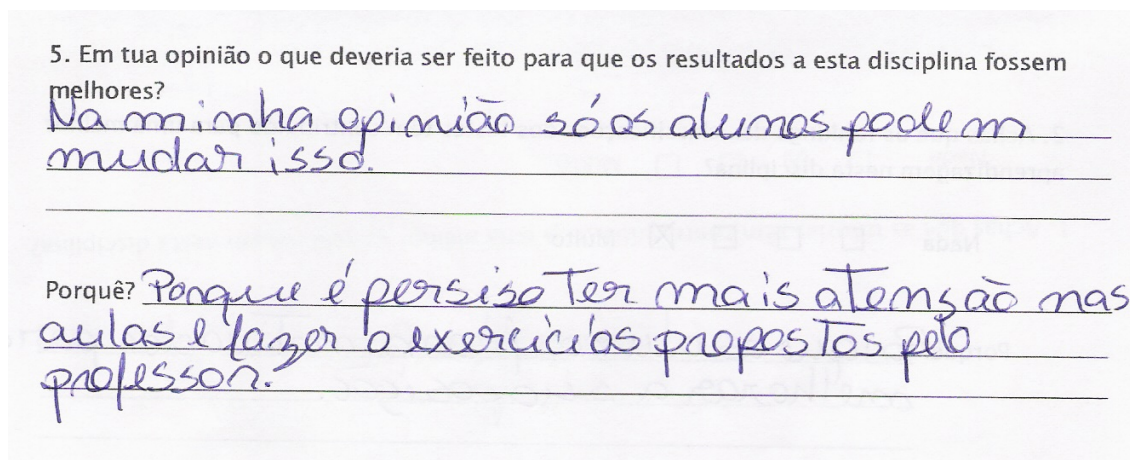 5. Em tua opinião o que deveria ser feito para que os resultados a esta disciplina fossem
melhores?
Na minha opinião só os alunos podem
mudar isso.
Porquê? Porque é persiso Ter mais atensão nas
aulas e fazer o exercicios propostos pelo
professor.